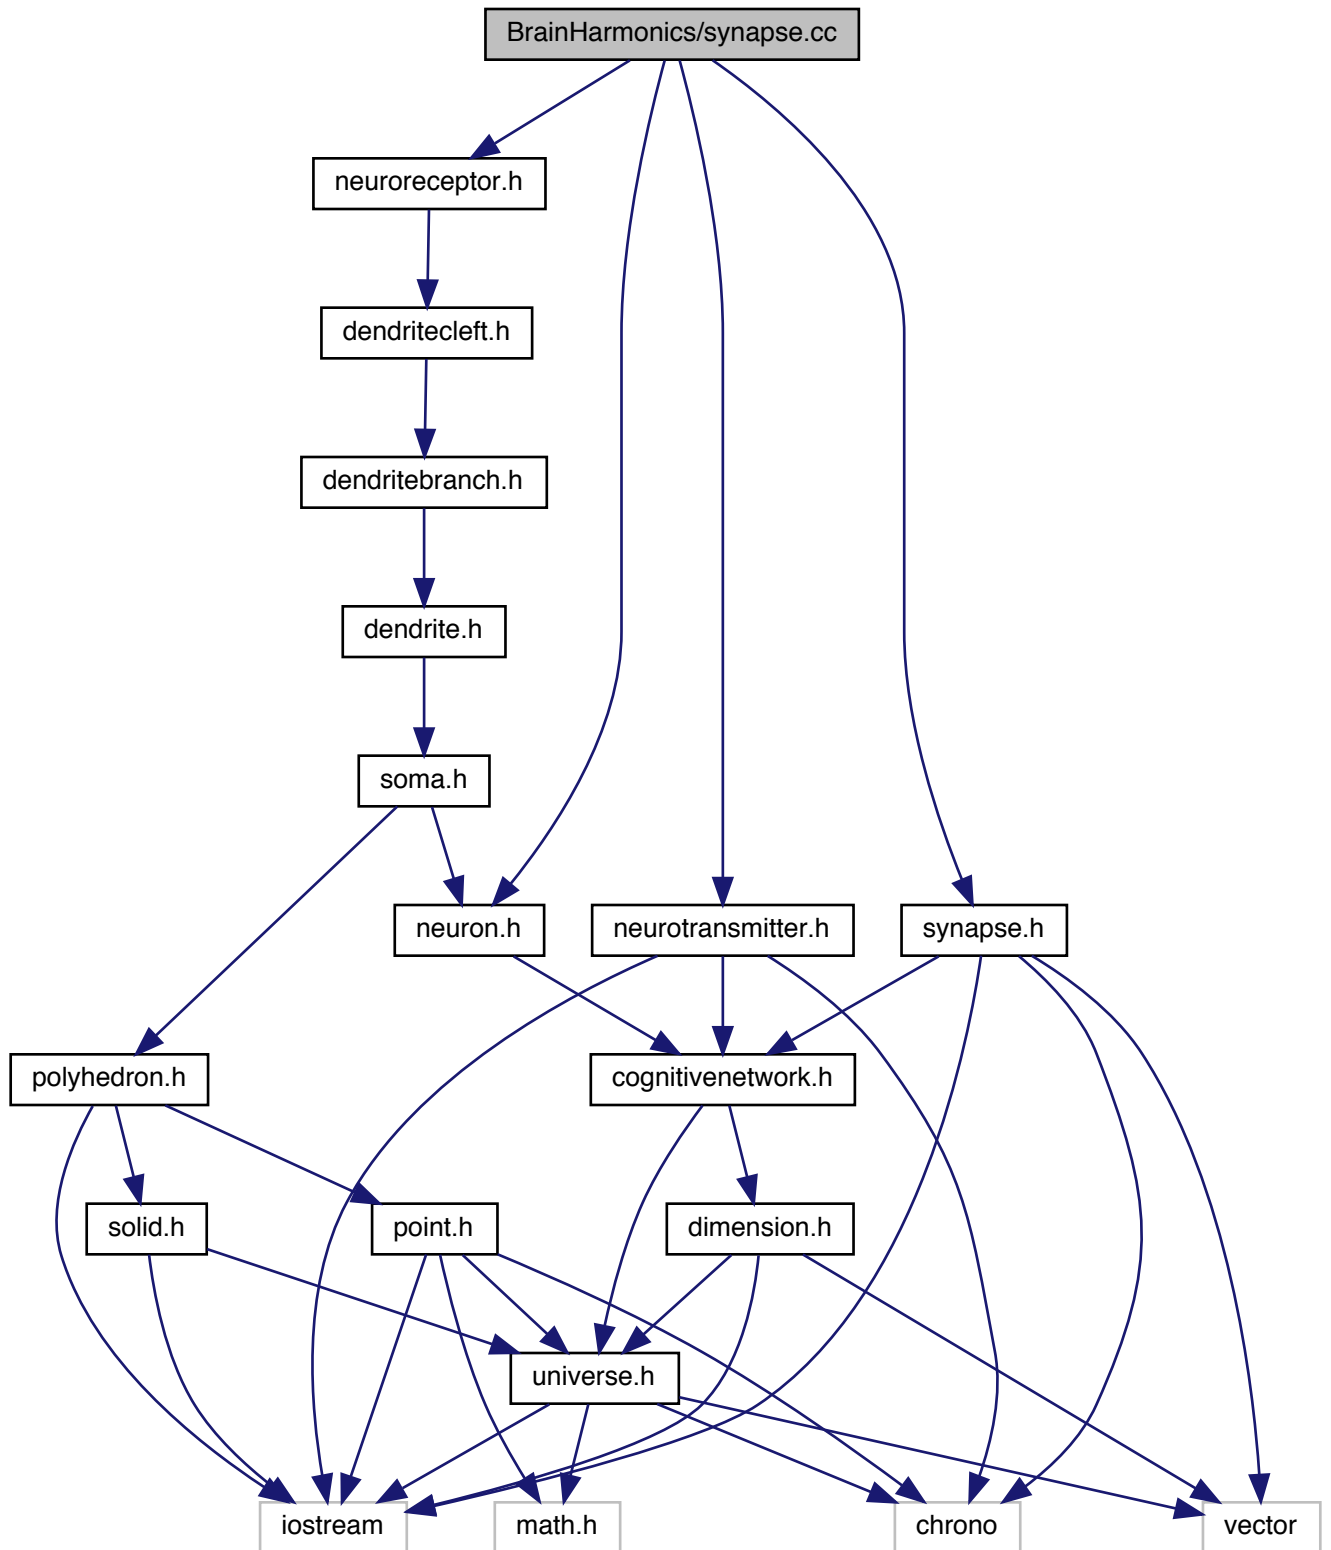 BrainHarmonics/synapse.cc
neuroreceptor.h
dendritecleft.h
dendritebranch.h
dendrite.h
soma.h
neuron.h
neurotransmitter.h
synapse.h
polyhedron.h
cognitivenetwork.h
solid.h
point.h
dimension.h
universe.h
iostream
math.h
chrono
vector